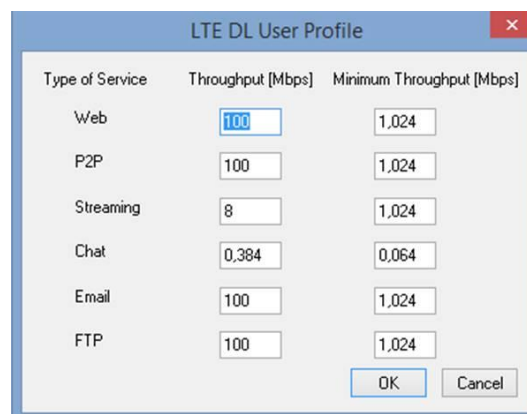 LTE DL User Profile
x
Type of Service Throughput [Mbps] Minimum Throughput [Mbps]
Web 100 1,024
P2P 100 1,024
Streaming 8 1,024
Chat 0,384 0,064
Email 100 1,024
FTP 100 1,024
OK Cancel